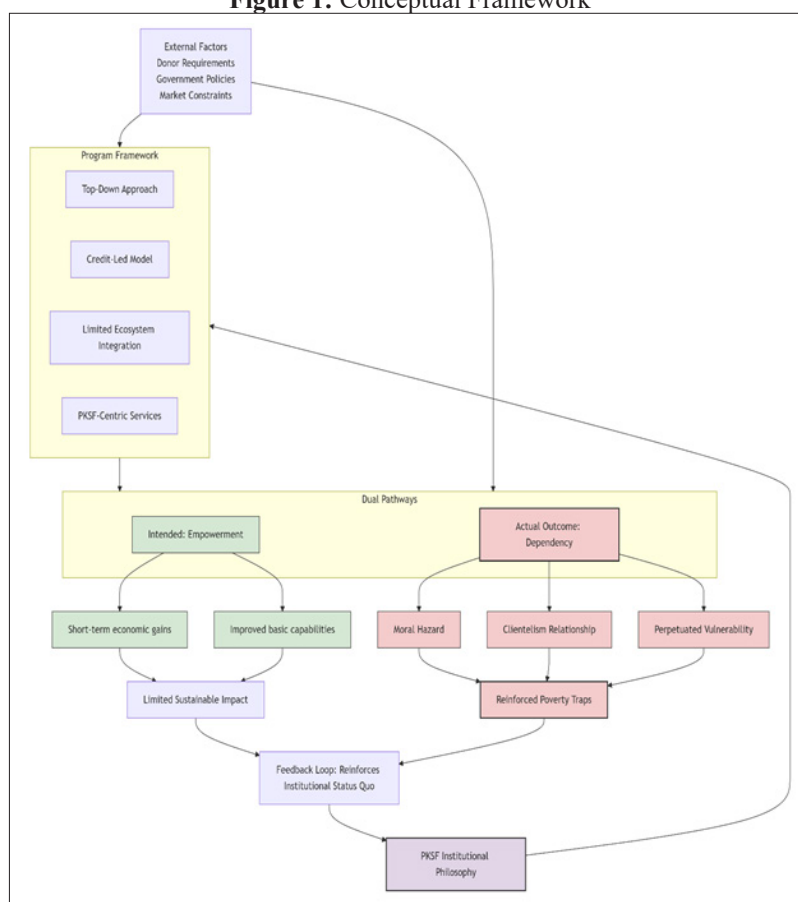 Figure 1: Conceptual Framework
External Factors
Donor Requirements
Government Policies
Market Constraints
Program Framework
Top-Down Approach
Credit-Led Model
Limited Ecosystem
Integration
PKSF-Centric Services
Dual Pathways
Intended: Empowerment
Actual Outcome:
Dependency
Short-term economic gains
Improved basic capabilities
Moral Hazard
Clientelism Relationship
Perpetuated Vulnerability
Limited Sustainable Impact
Reinforced Poverty Traps
Feedback Loop: Reinforces
Institutional Status Quo
PKSF Institutional
Philosophy